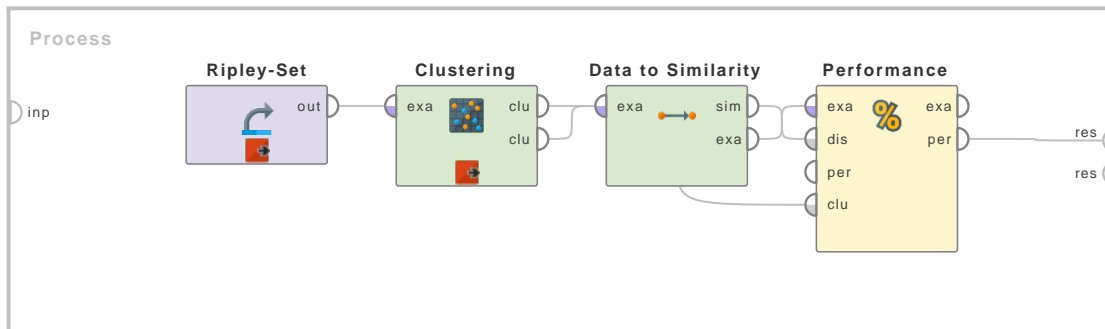 Process
Ripley-Set
Clustering
Data to Similarity
Performance
inp
out
exa
clu
clu
exa
sim
exa
exa
dis
per
clu
exa
per
res
res